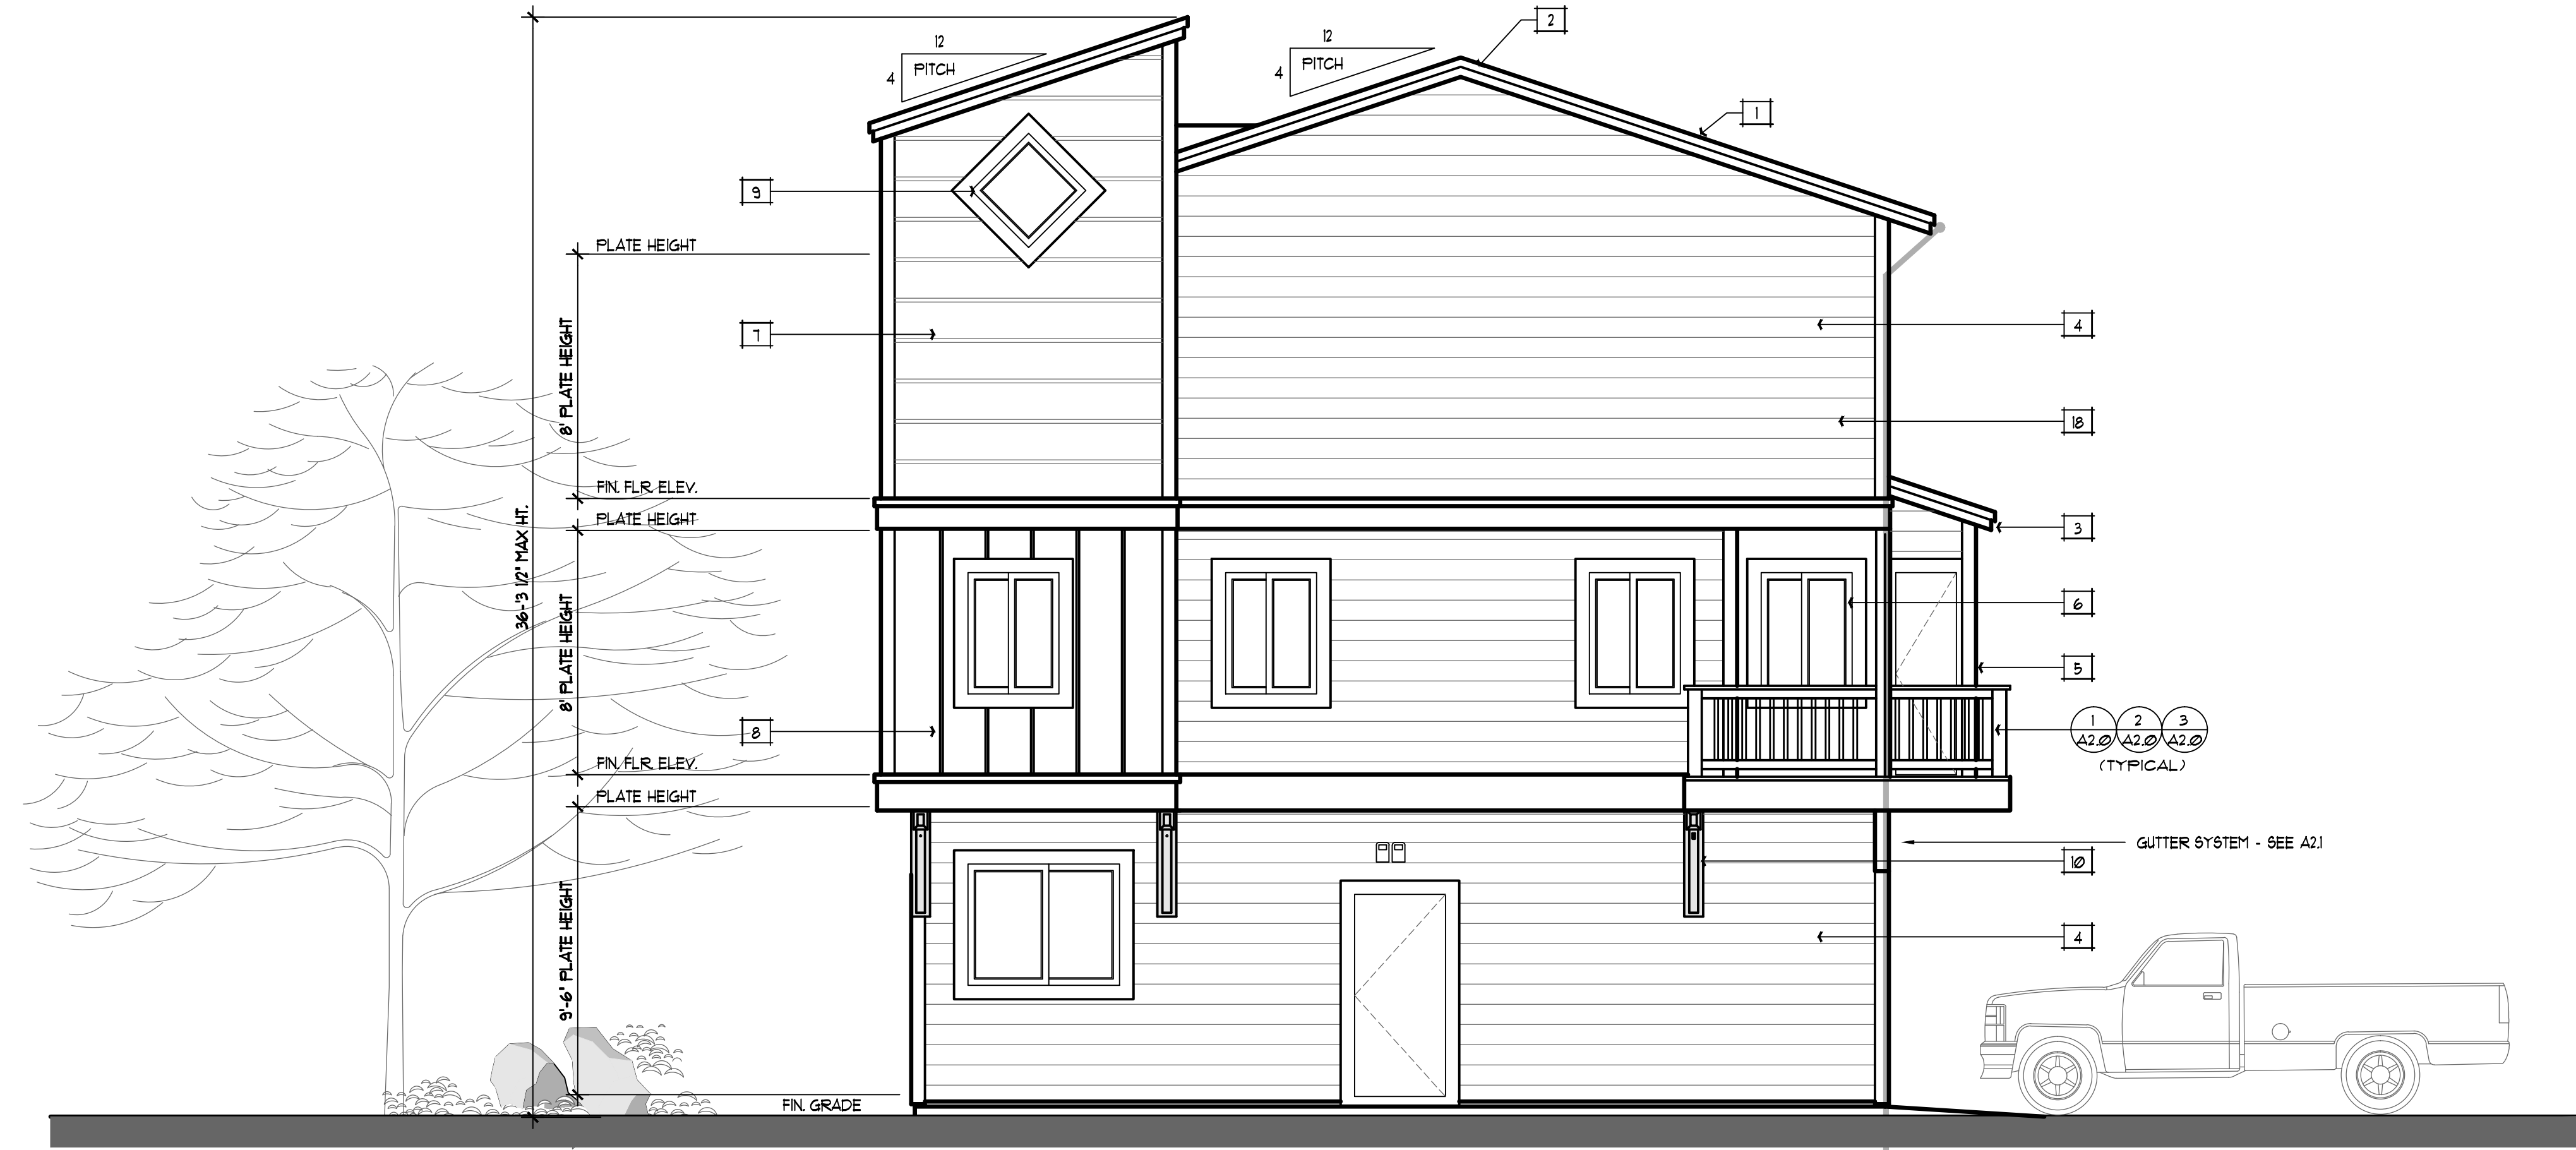 2
12
4 PITCH
12
4 PITCH
1
9
PLATE HEIGHT
8' PLATE HEIGHT
7
4
18
FIN. FLR. ELEV.
PLATE HEIGHT
36-'3 1/2" MAX HT.
3
8' PLATE HEIGHT
6
5
8
1 2 3
A2.0 A2.0 A2.0
(TYPICAL)
FIN. FLR. ELEV.
PLATE HEIGHT
GUTTER SYSTEM - SEE A2.1
10
9'-6" PLATE HEIGHT
4
FIN. GRADE